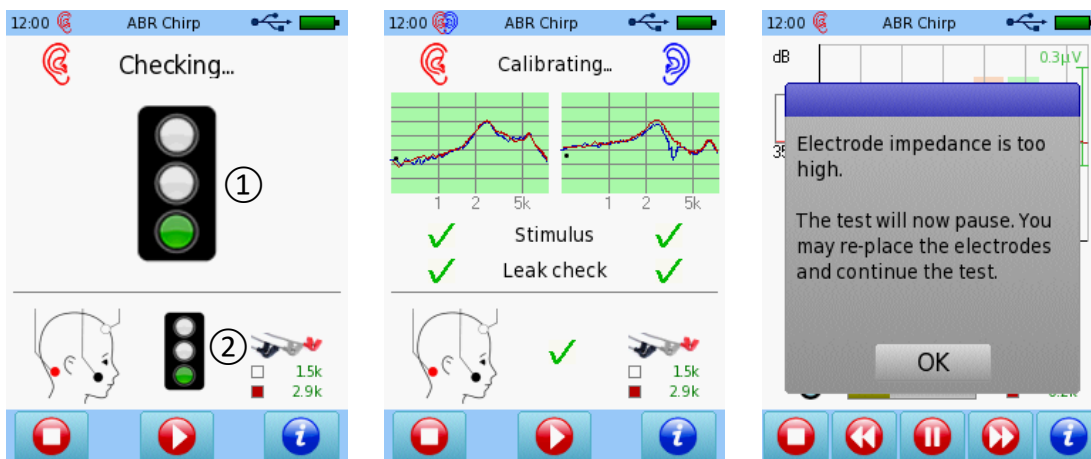 12:00 ABR Chirp
Checking...
①
②
1.5k
2.9k
12:00 ABR Chirp
Calibrating...
1 2 5k 1 2 5k
Stimulus
Leak check
1.5k
2.9k
12:00 ABR Chirp
dB 0.3µV
35
Electrode impedance is too
high.
The test will now pause. You
may re-place the electrodes
and continue the test.
OK